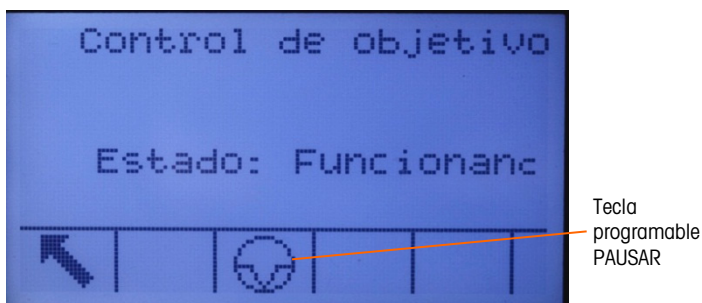 Control de objetivo
Estado: Funcionanc
Tecla
programable
PAUSAR